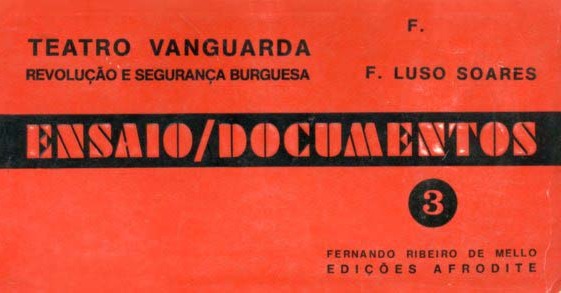 TEATRO VANGUARDA
REVOLUÇÃO E SEGURANÇA BURGUESA
F.
F. LUSO SOARES
ENSAIO/DOCUMENTOS
3
FERNANDO RIBEIRO DE MELLO
EDIÇÕES AFRODITE